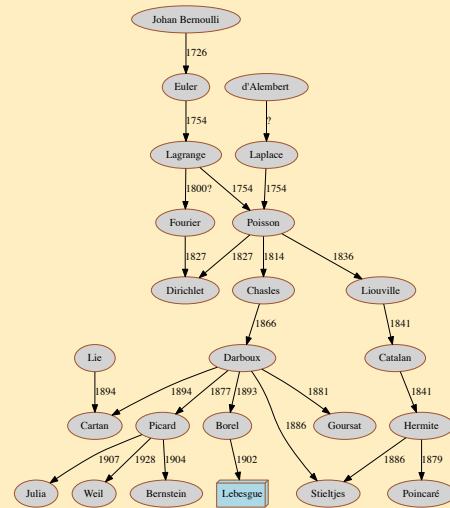 Johan Bernoulli
1726
Euler
d'Alembert
1754
?
Lagrange
Laplace
1800?
1754
1754
Fourier
Poisson
1827
1827
1814
1836
Dirichlet
Chasles
Liouville
1866
1841
Lie
Darboux
Catalan
1894
1894
1877
1893
1886
1881
1841
Cartan
Picard
Borel
Goursat
Hermite
1907
1928
1904
1902
1886
1879
Julia
Weil
Bernstein
Lebesgue
Stieltjes
Poincaré